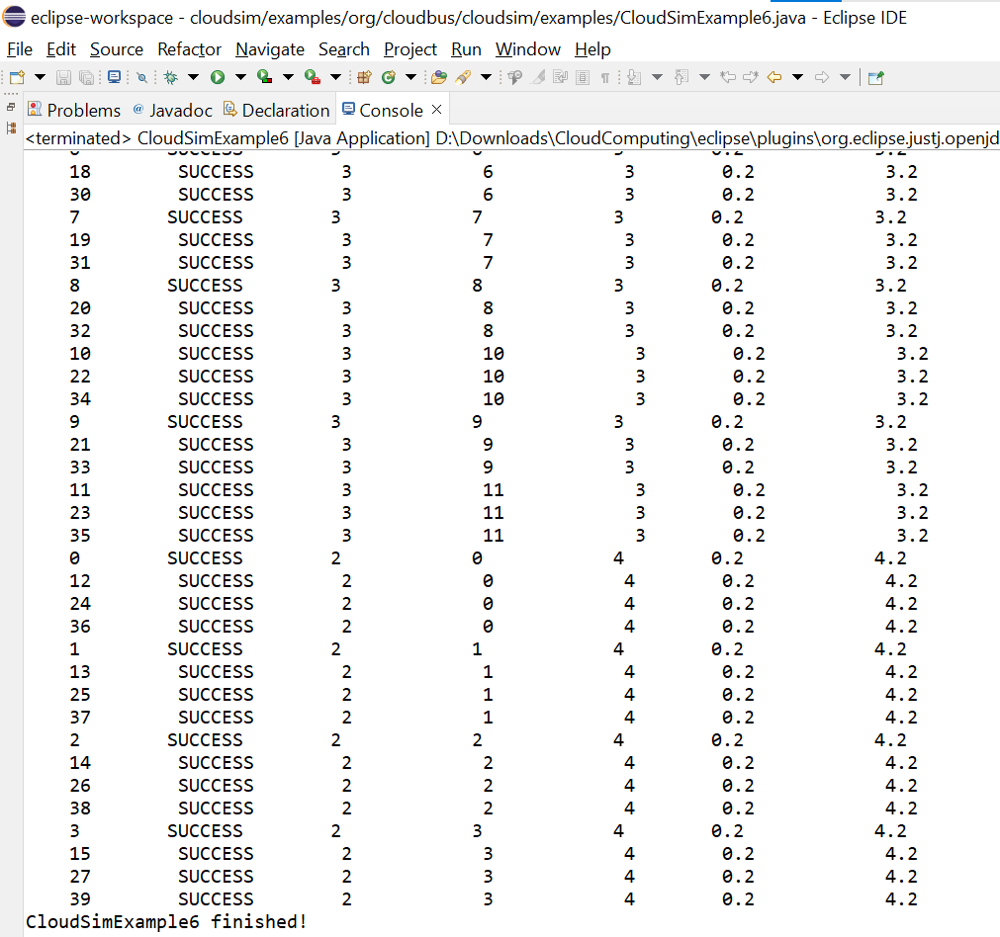 eclipse-workspace - cloudsim/examples/org/cloudbus/cloudsim/examples/CloudSimExample6.java - Eclipse IDE
File Edit Source Refactor Navigate Search Project Run Window Help
Problems Javadoc Declaration Console
<terminated> CloudSimExample6 [Java Application] D:\Downloads\CloudComputing\eclipse\plugins\org.eclipse.justj.openjd
18 SUCCESS 3 6 3 0.2 3.2
30 SUCCESS 3 6 3 0.2 3.2
7 SUCCESS 3 7 3 0.2 3.2
19 SUCCESS 3 7 3 0.2 3.2
31 SUCCESS 3 7 3 0.2 3.2
8 SUCCESS 3 8 3 0.2 3.2
20 SUCCESS 3 8 3 0.2 3.2
32 SUCCESS 3 8 3 0.2 3.2
10 SUCCESS 3 10 3 0.2 3.2
22 SUCCESS 3 10 3 0.2 3.2
34 SUCCESS 3 10 3 0.2 3.2
9 SUCCESS 3 9 3 0.2 3.2
21 SUCCESS 3 9 3 0.2 3.2
33 SUCCESS 3 9 3 0.2 3.2
11 SUCCESS 3 11 3 0.2 3.2
23 SUCCESS 3 11 3 0.2 3.2
35 SUCCESS 3 11 3 0.2 3.2
0 SUCCESS 2 0 4 0.2 4.2
12 SUCCESS 2 0 4 0.2 4.2
24 SUCCESS 2 0 4 0.2 4.2
36 SUCCESS 2 0 4 0.2 4.2
1 SUCCESS 2 1 4 0.2 4.2
13 SUCCESS 2 1 4 0.2 4.2
25 SUCCESS 2 1 4 0.2 4.2
37 SUCCESS 2 1 4 0.2 4.2
2 SUCCESS 2 2 4 0.2 4.2
14 SUCCESS 2 2 4 0.2 4.2
26 SUCCESS 2 2 4 0.2 4.2
38 SUCCESS 2 2 4 0.2 4.2
3 SUCCESS 2 3 4 0.2 4.2
15 SUCCESS 2 3 4 0.2 4.2
27 SUCCESS 2 3 4 0.2 4.2
39 SUCCESS 2 3 4 0.2 4.2
CloudSimExample6 finished!